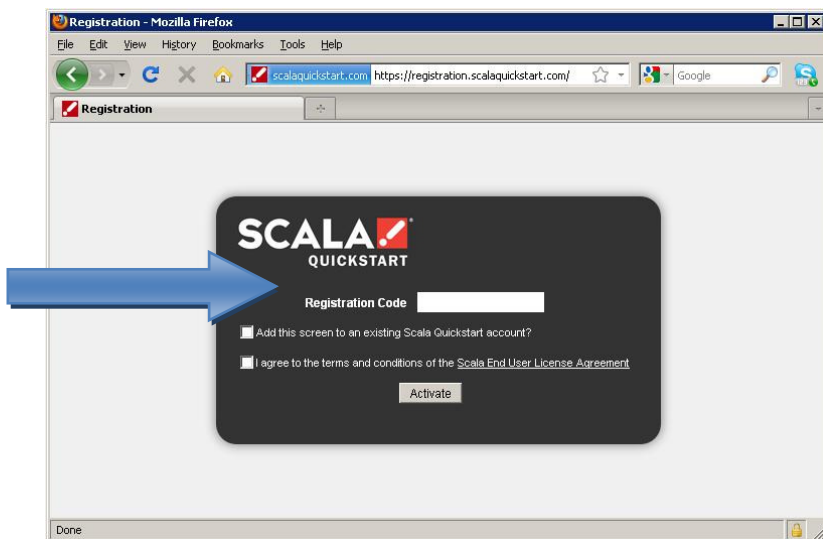 Registration - Mozilla Firefox
File Edit View History Bookmarks Tools Help
scalaquickstart.com https://registration.scalaquickstart.com/ Google
Registration
SCALA
QUICKSTART
Registration Code
Add this screen to an existing Scala Quickstart account?
I agree to the terms and conditions of the Scala End User License Agreement
Activate
Done